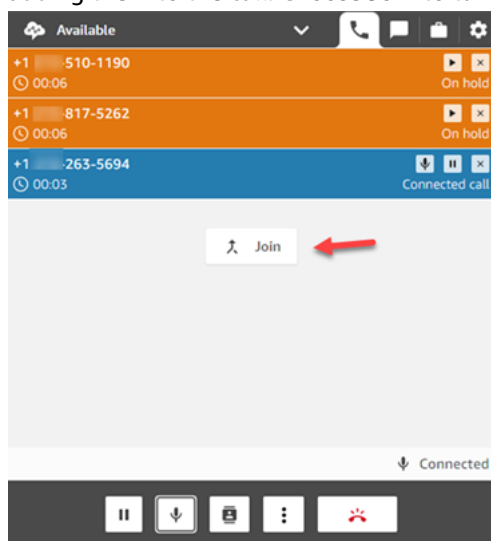 Available
+1 -510-1190
00:06
On hold
+1 -817-5262
00:06
On hold
+1 -263-5694
00:03
Connected call
Join
Connected